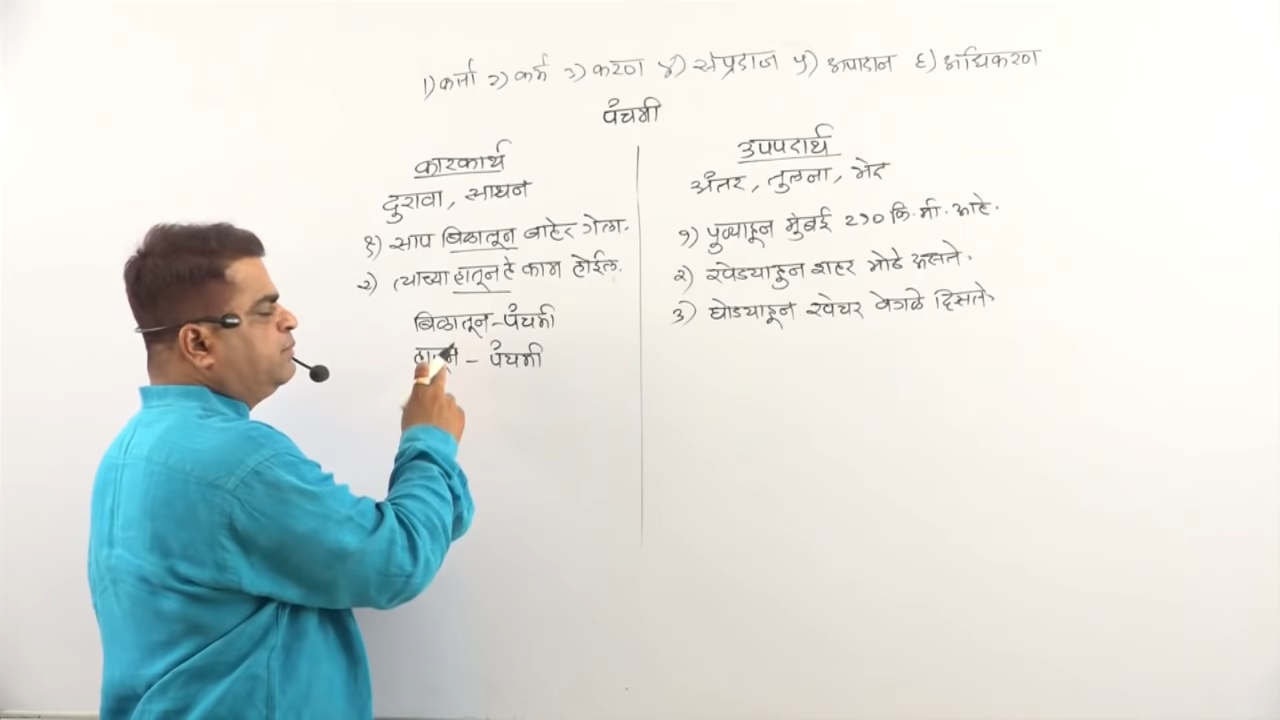 १) कर्ता २) कर्म ३) करण ४) संप्रदान ५) अपादान ६) अधिकरण
पंचमी
कारकार्थ
दुरावा, साधन
१) साप बिळातून बाहेर गेला.
२) त्याच्या हातून हे काम होईल.
बिळातून - पंचमी
हातून - पंचमी
उपपदार्थ
अंतर, तुलना, भेद
१) पुण्याहून मुंबई २१० कि.मी. आहे.
२) खेड्याहुन शहर मोठे असते.
३) घोड्याहून खेचर वेगळे दिसते.